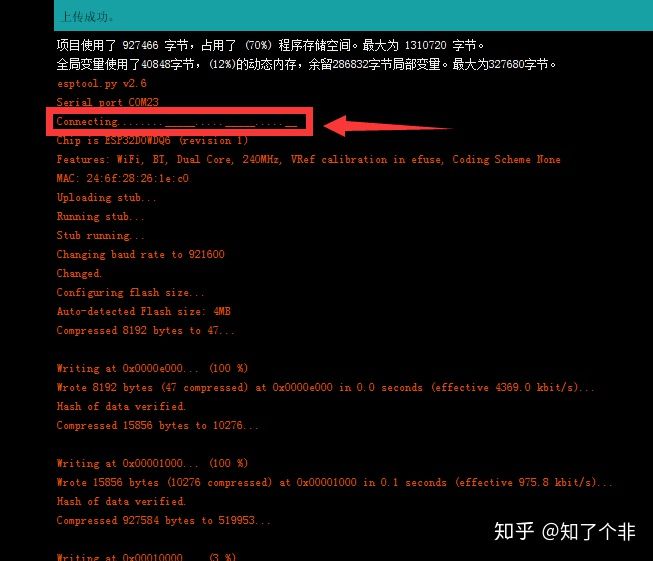 上传成功。
项目使用了 927466 字节，占用了 (70%) 程序存储空间。最大为 1310720 字节。
全局变量使用了40848字节，(12%)的动态内存，余留286832字节局部变量。最大为327680字节。
esptool.py v2.6
Serial port COM23
Connecting........_____....._____.....__
Chip is ESP32D0WDQ6 (revision 1)
Features: WiFi, BT, Dual Core, 240MHz, VRef calibration in efuse, Coding Scheme None
MAC: 24:6f:28:26:1e:c0
Uploading stub...
Running stub...
Stub running...
Changing baud rate to 921600
Changed.
Configuring flash size...
Auto-detected Flash size: 4MB
Compressed 8192 bytes to 47...
Writing at 0x0000e000... (100 %)
Wrote 8192 bytes (47 compressed) at 0x0000e000 in 0.0 seconds (effective 4369.0 kbit/s)...
Hash of data verified.
Compressed 15856 bytes to 10276...
Writing at 0x00001000... (100 %)
Wrote 15856 bytes (10276 compressed) at 0x00001000 in 0.1 seconds (effective 975.8 kbit/s)...
Hash of data verified.
Compressed 927584 bytes to 519953...
Writing at 0x00010000... (3 %)
知乎 @知了个非